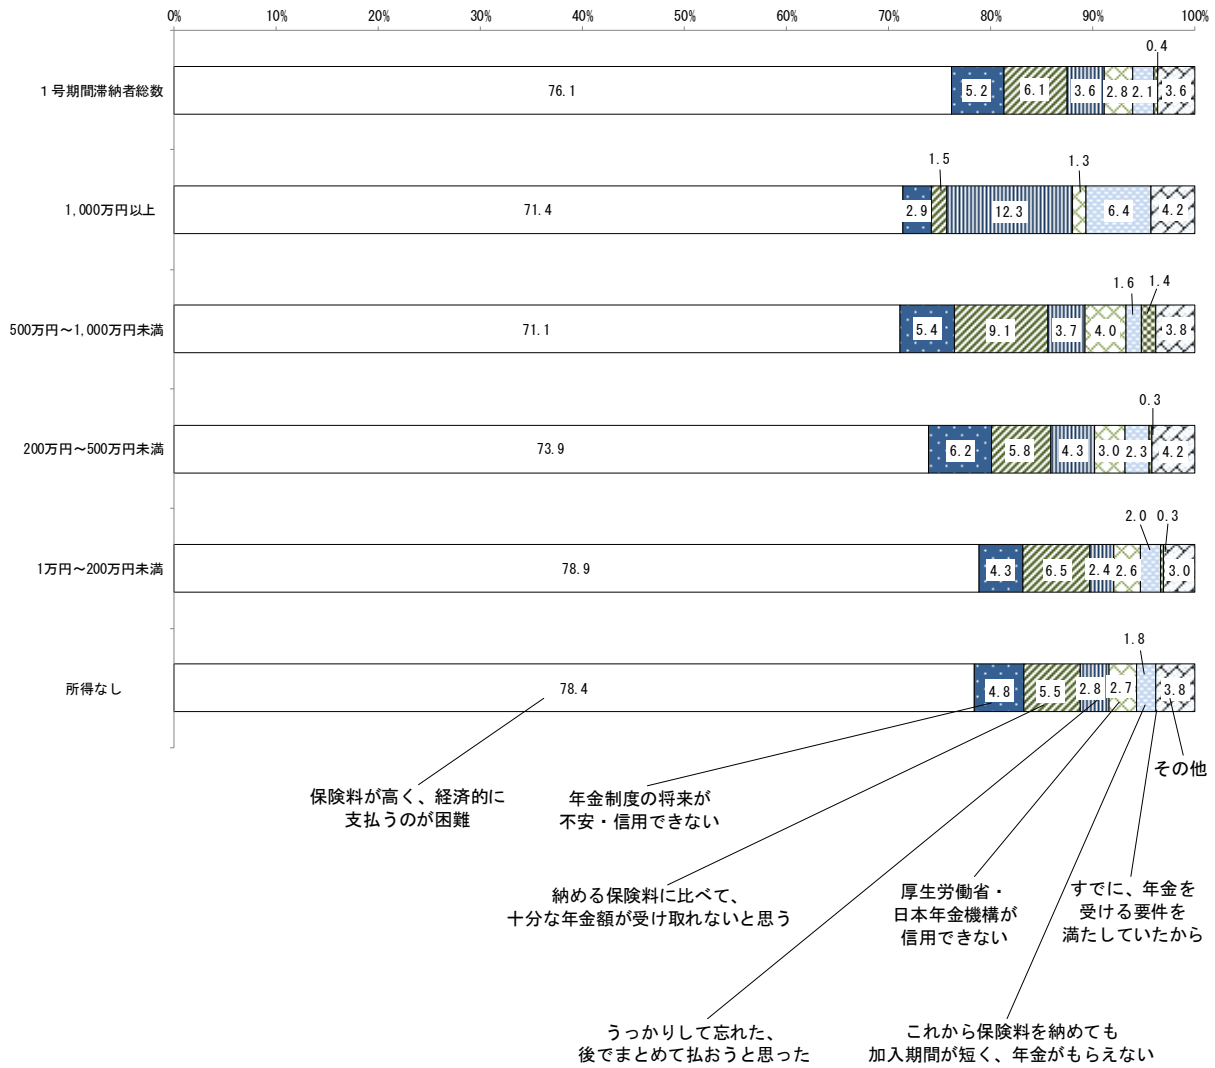 0% 10% 20% 30% 40% 50% 60% 70% 80% 90% 100%
0.4
1号期間滞納者総数 76.1 5.2 6.1 3.6 2.8 2.1 3.6
1.5 1.3
1,000万円以上 71.4 2.9 12.3 6.4 4.2
1.6 1.4
500万円～1,000万円未満 71.1 5.4 9.1 3.7 4.0 3.8
0.3
200万円～500万円未満 73.9 6.2 5.8 4.3 3.0 2.3 4.2
2.0 0.3
1万円～200万円未満 78.9 4.3 6.5 2.4 2.6 3.0
1.8
所得なし 78.4 4.8 5.5 2.8 2.7 3.8
その他
保険料が高く、経済的に
支払うのが困難
年金制度の将来が
不安・信用できない
納める保険料に比べて、
十分な年金額が受け取れないと思う
厚生労働省・
日本年金機構が
信用できない
すでに、年金を
受ける要件を
満たしていたから
うっかりして忘れた、
後でまとめて払おうと思った
これから保険料を納めても
加入期間が短く、年金がもらえない